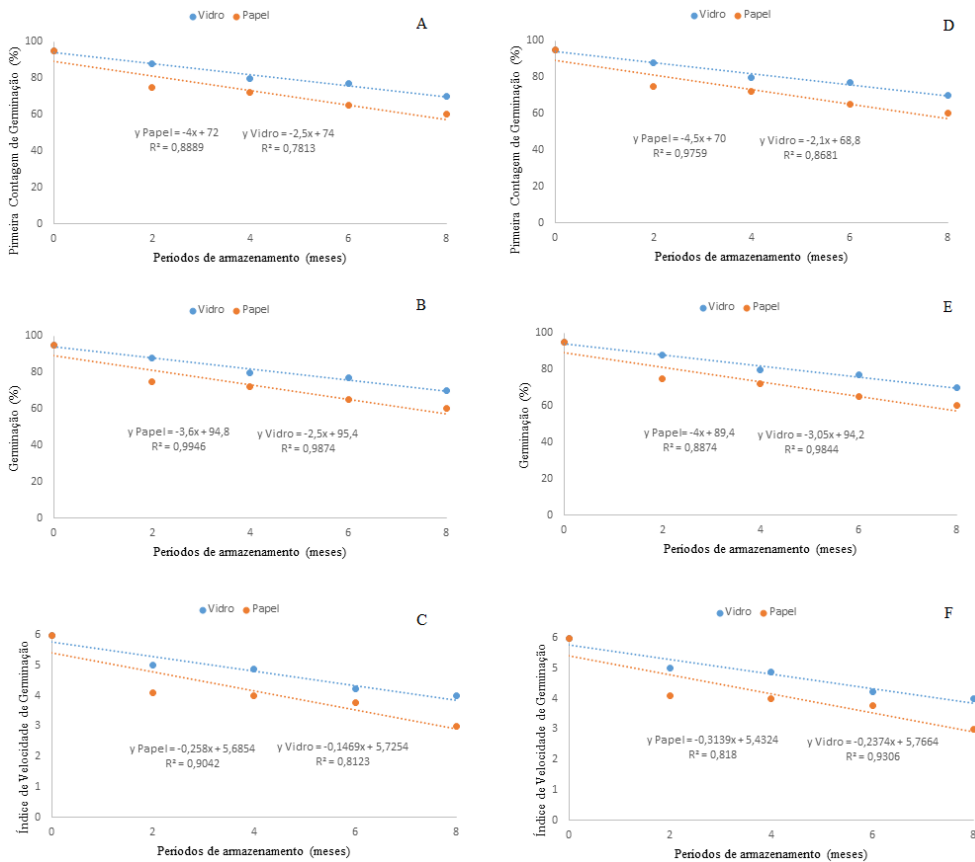 Vidro Papel
A
Pirmeira Contagem de Germinação (%)
100
80
60
40
20
0
y Papel = -4x + 72 y Vidro = -2,5x + 74
R² = 0,8889 R² = 0,7813
0 2 4 6 8
Periodos de armazenamento (meses)
Vidro Papel
D
Pirmeira Contagem de Germinação (%)
100
80
60
40
20
0
y Papel = -4,5x + 70 y Vidro = -2,1x + 68,8
R² = 0,9759 R² = 0,8681
0 2 4 6 8
Periodos de armazenamento (meses)
Vidro Papel
B
Germinação (%)
100
80
60
40
20
0
y Papel = -3,6x + 94,8 y Vidro = -2,5x + 95,4
R² = 0,9946 R² = 0,9874
0 2 4 6 8
Periodos de armazenamento (meses)
Vidro Papel
E
Germinação (%)
100
80
60
40
20
0
y Papel = -4x + 89,4 y Vidro = -3,05x + 94,2
R² = 0,8874 R² = 0,9844
0 2 4 6 8
Periodos de armazenamento (meses)
Vidro Papel
C
Índice de Velocidade de Germinação
6
5
4
3
2
1
0
y Papel = -0,258x + 5,6854 y Vidro = -0,1469x + 5,7254
R² = 0,9042 R² = 0,8123
0 2 4 6 8
Periodos de armazenamento (meses)
Vidro Papel
F
Índice de Velocidade de Germinação
6
5
4
3
2
1
0
y Papel = -0,3139x + 5,4324 y Vidro = -0,2374x + 5,7664
R² = 0,818 R² = 0,9306
0 2 4 6 8
Periodos de armazenamento (meses)